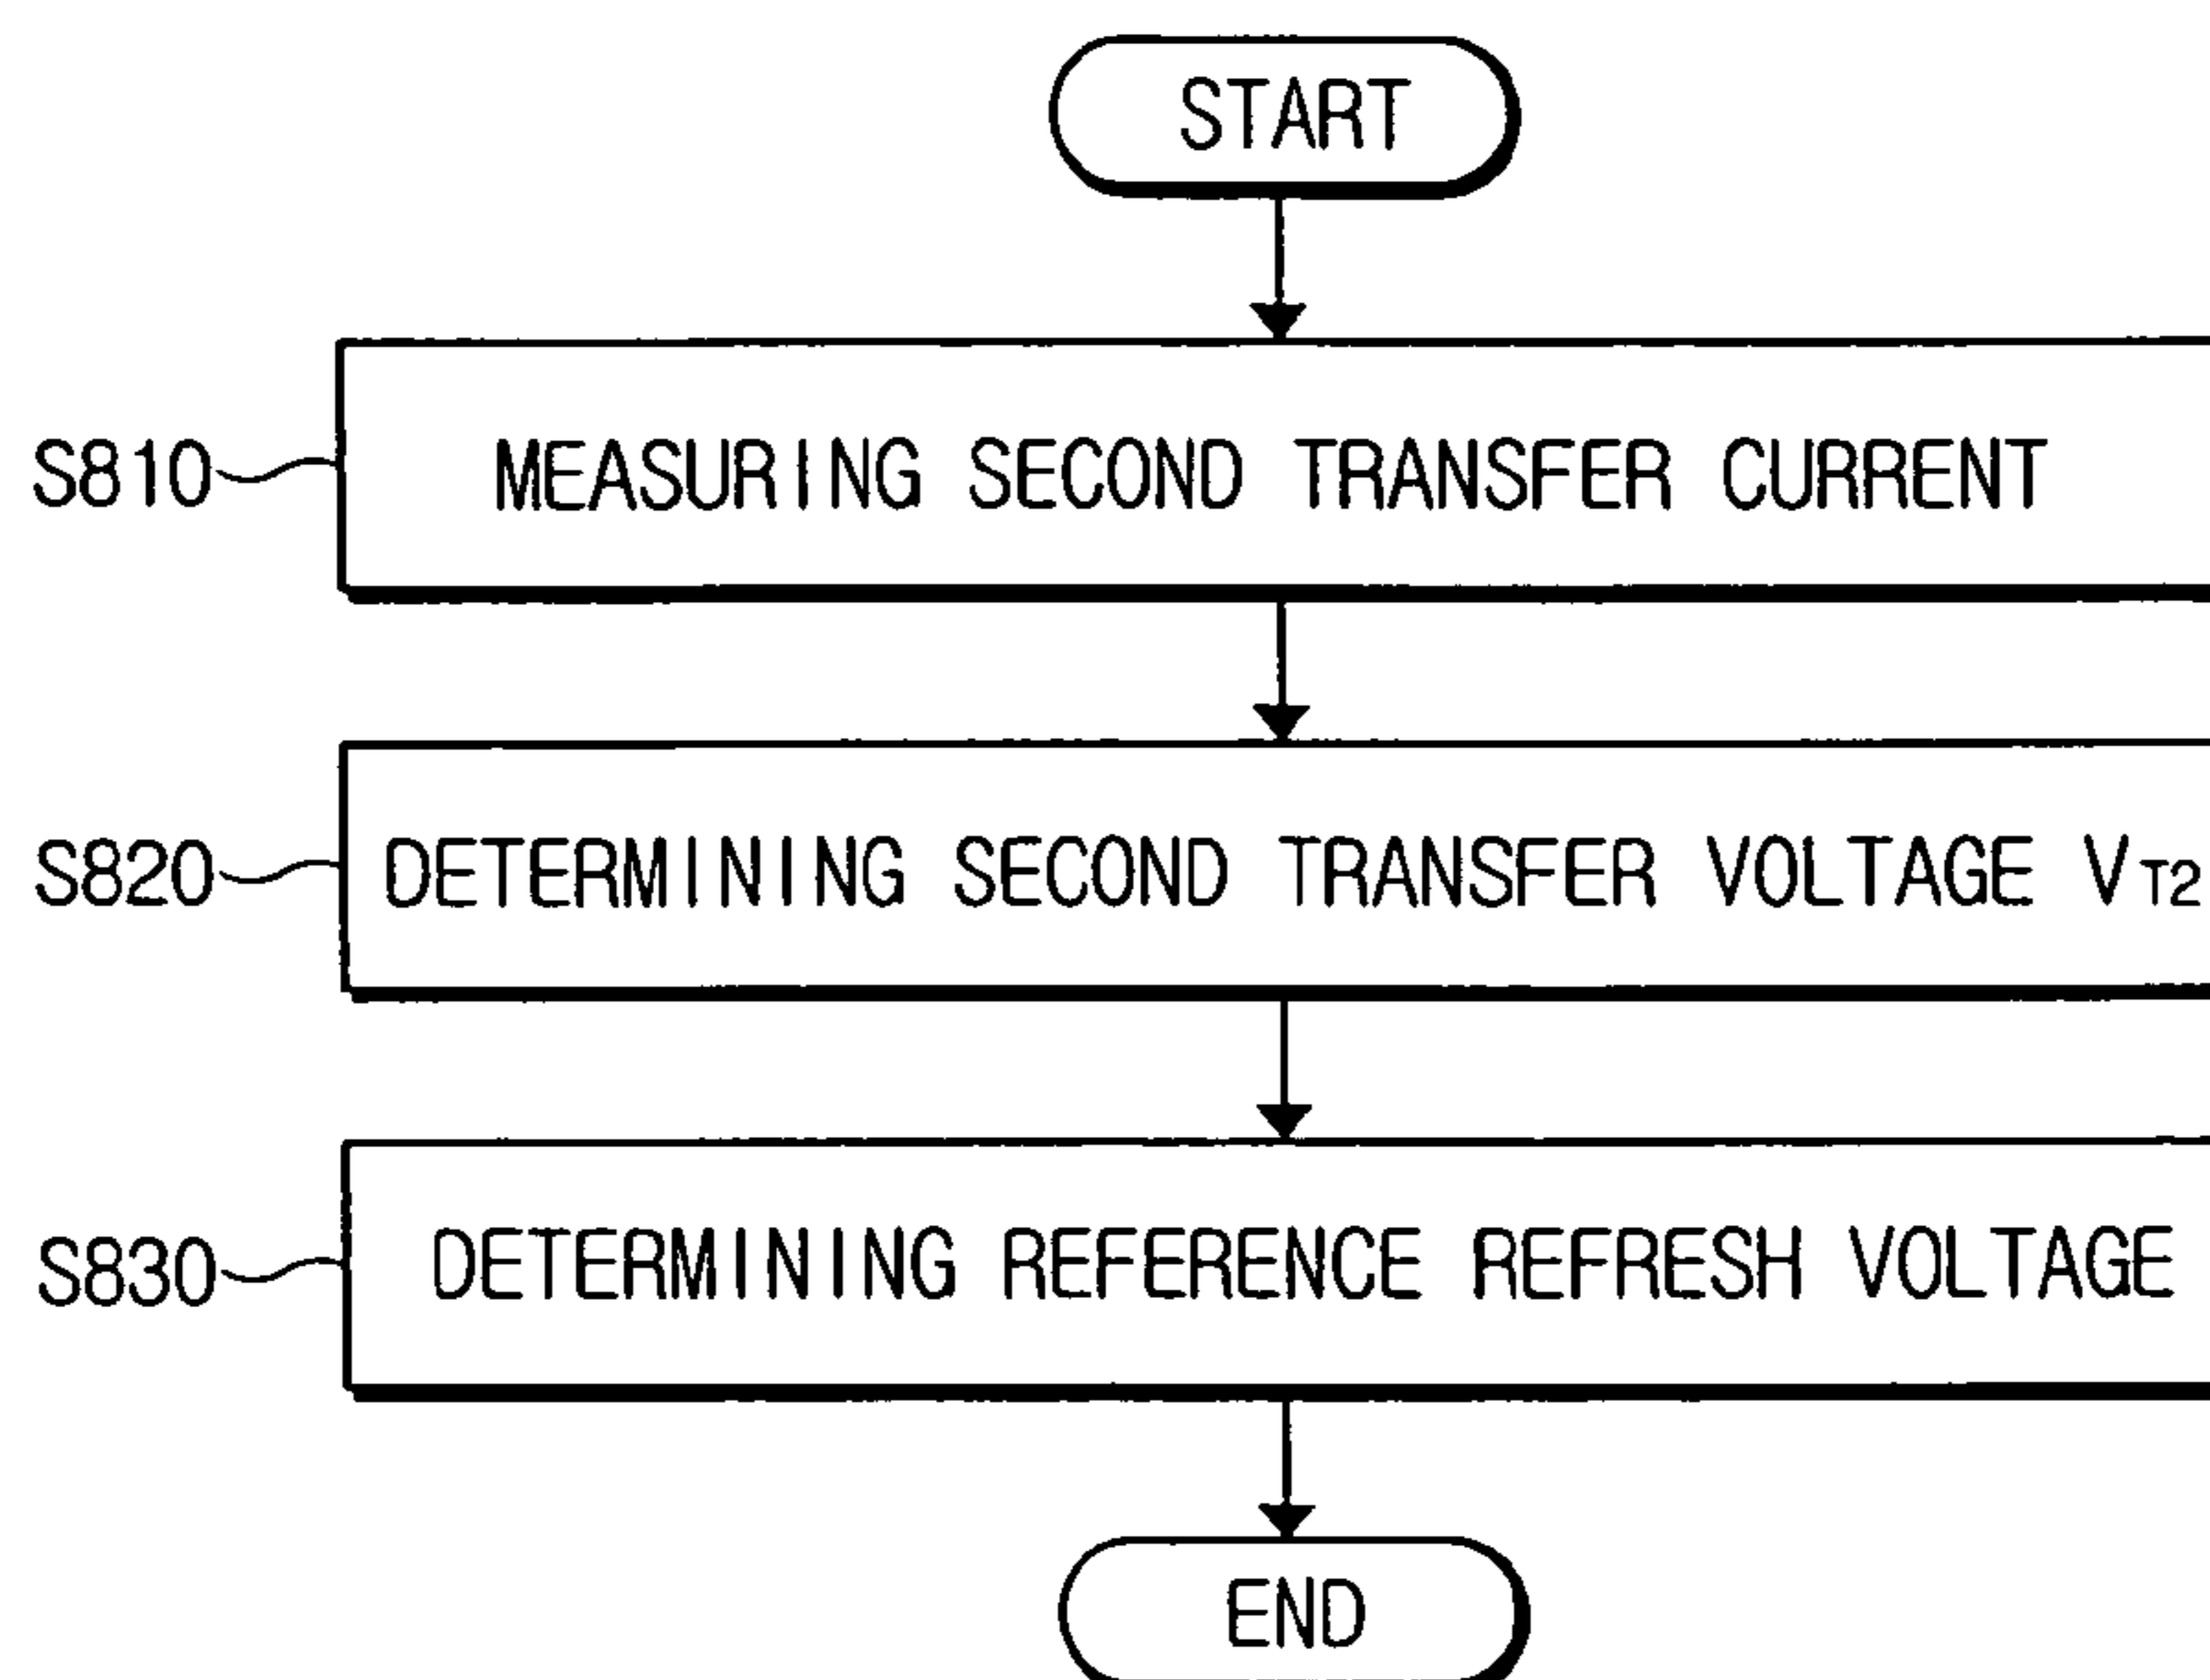 START
S810 MEASURING SECOND TRANSFER CURRENT
S820 DETERMINING SECOND TRANSFER VOLTAGE VT2
S830 DETERMINING REFERENCE REFRESH VOLTAGE
END